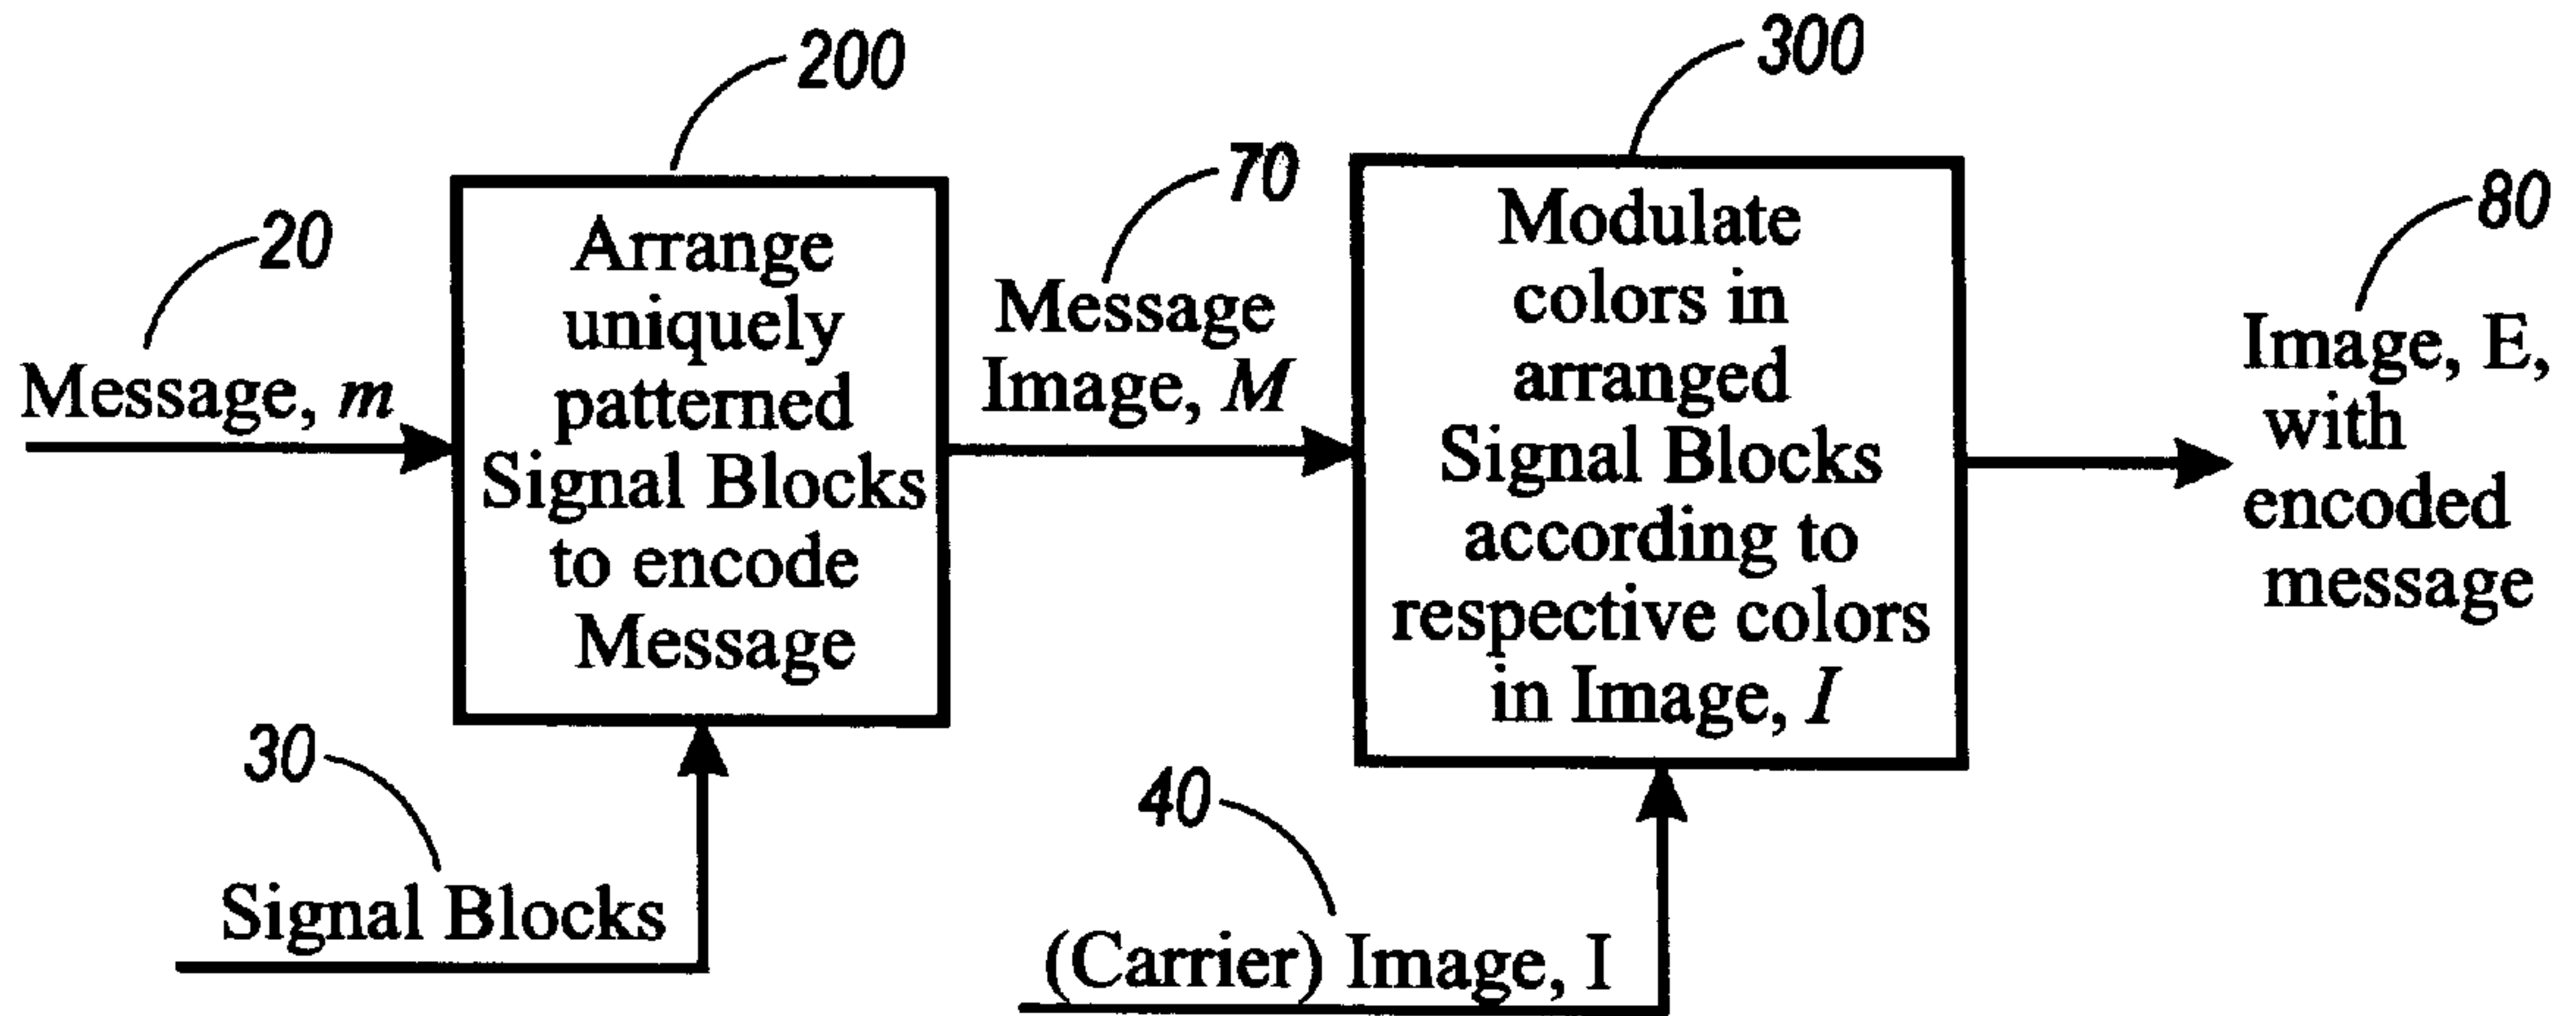 20
Message, m
200
Arrange
uniquely
patterned
Signal Blocks
to encode
Message
30
Signal Blocks
70
Message
Image, M
300
Modulate
colors in
arranged
Signal Blocks
according to
respective colors
in Image, I
40
(Carrier) Image, I
80
Image, E,
with
encoded
message